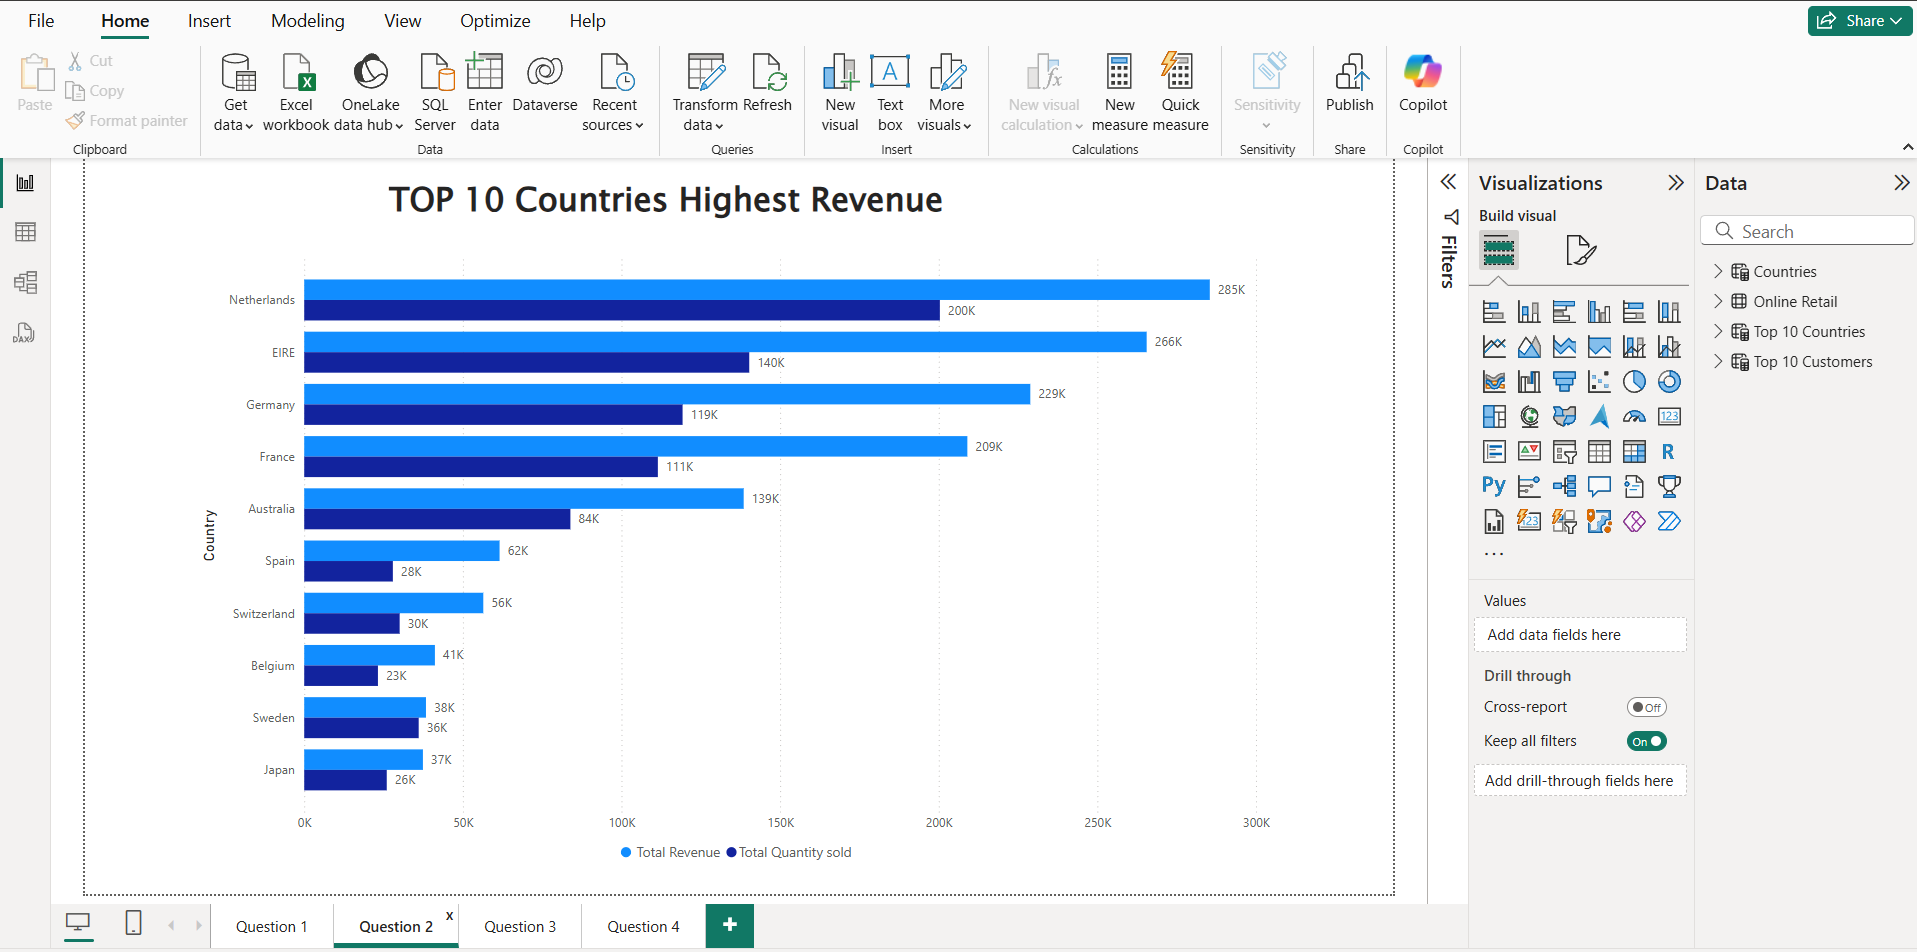 File Home Insert Modeling View Optimize Help Share
Paste
Cut
Copy
Format painter
Clipboard
Get data
Excel workbook
OneLake data hub
SQL Server
Enter data
Dataverse
Recent sources
Data
Transform data
Refresh
Queries
New visual
Text box
More visuals
Insert
New visual calculation
New measure
Quick measure
Calculations
Sensitivity
Sensitivity
Publish
Share
Copilot
Copilot
TOP 10 Countries Highest Revenue
Country
Netherlands 285K
200K
EIRE 266K
140K
Germany 229K
119K
France 209K
111K
Australia 139K
84K
Spain 62K
28K
Switzerland 56K
30K
Belgium 41K
23K
Sweden 38K
36K
Japan 37K
26K
0K 50K 100K 150K 200K 250K 300K
Total Revenue Total Quantity sold
Filters
Visualizations
Build visual
123
R
Py
123
...
Values
Add data fields here
Drill through
Cross-report Off
Keep all filters On
Add drill-through fields here
Data
Search
Countries
Online Retail
Top 10 Countries
Top 10 Customers
DAX
Question 1 Question 2 x Question 3 Question 4 +